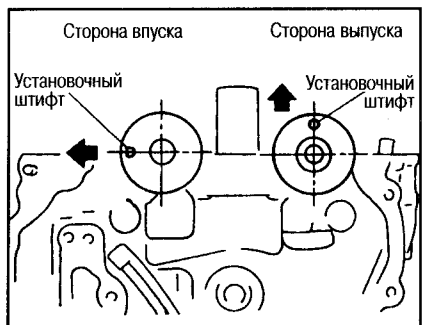 Сторона впуска
Сторона выпуска
Установочный
штифт
Установочный
штифт